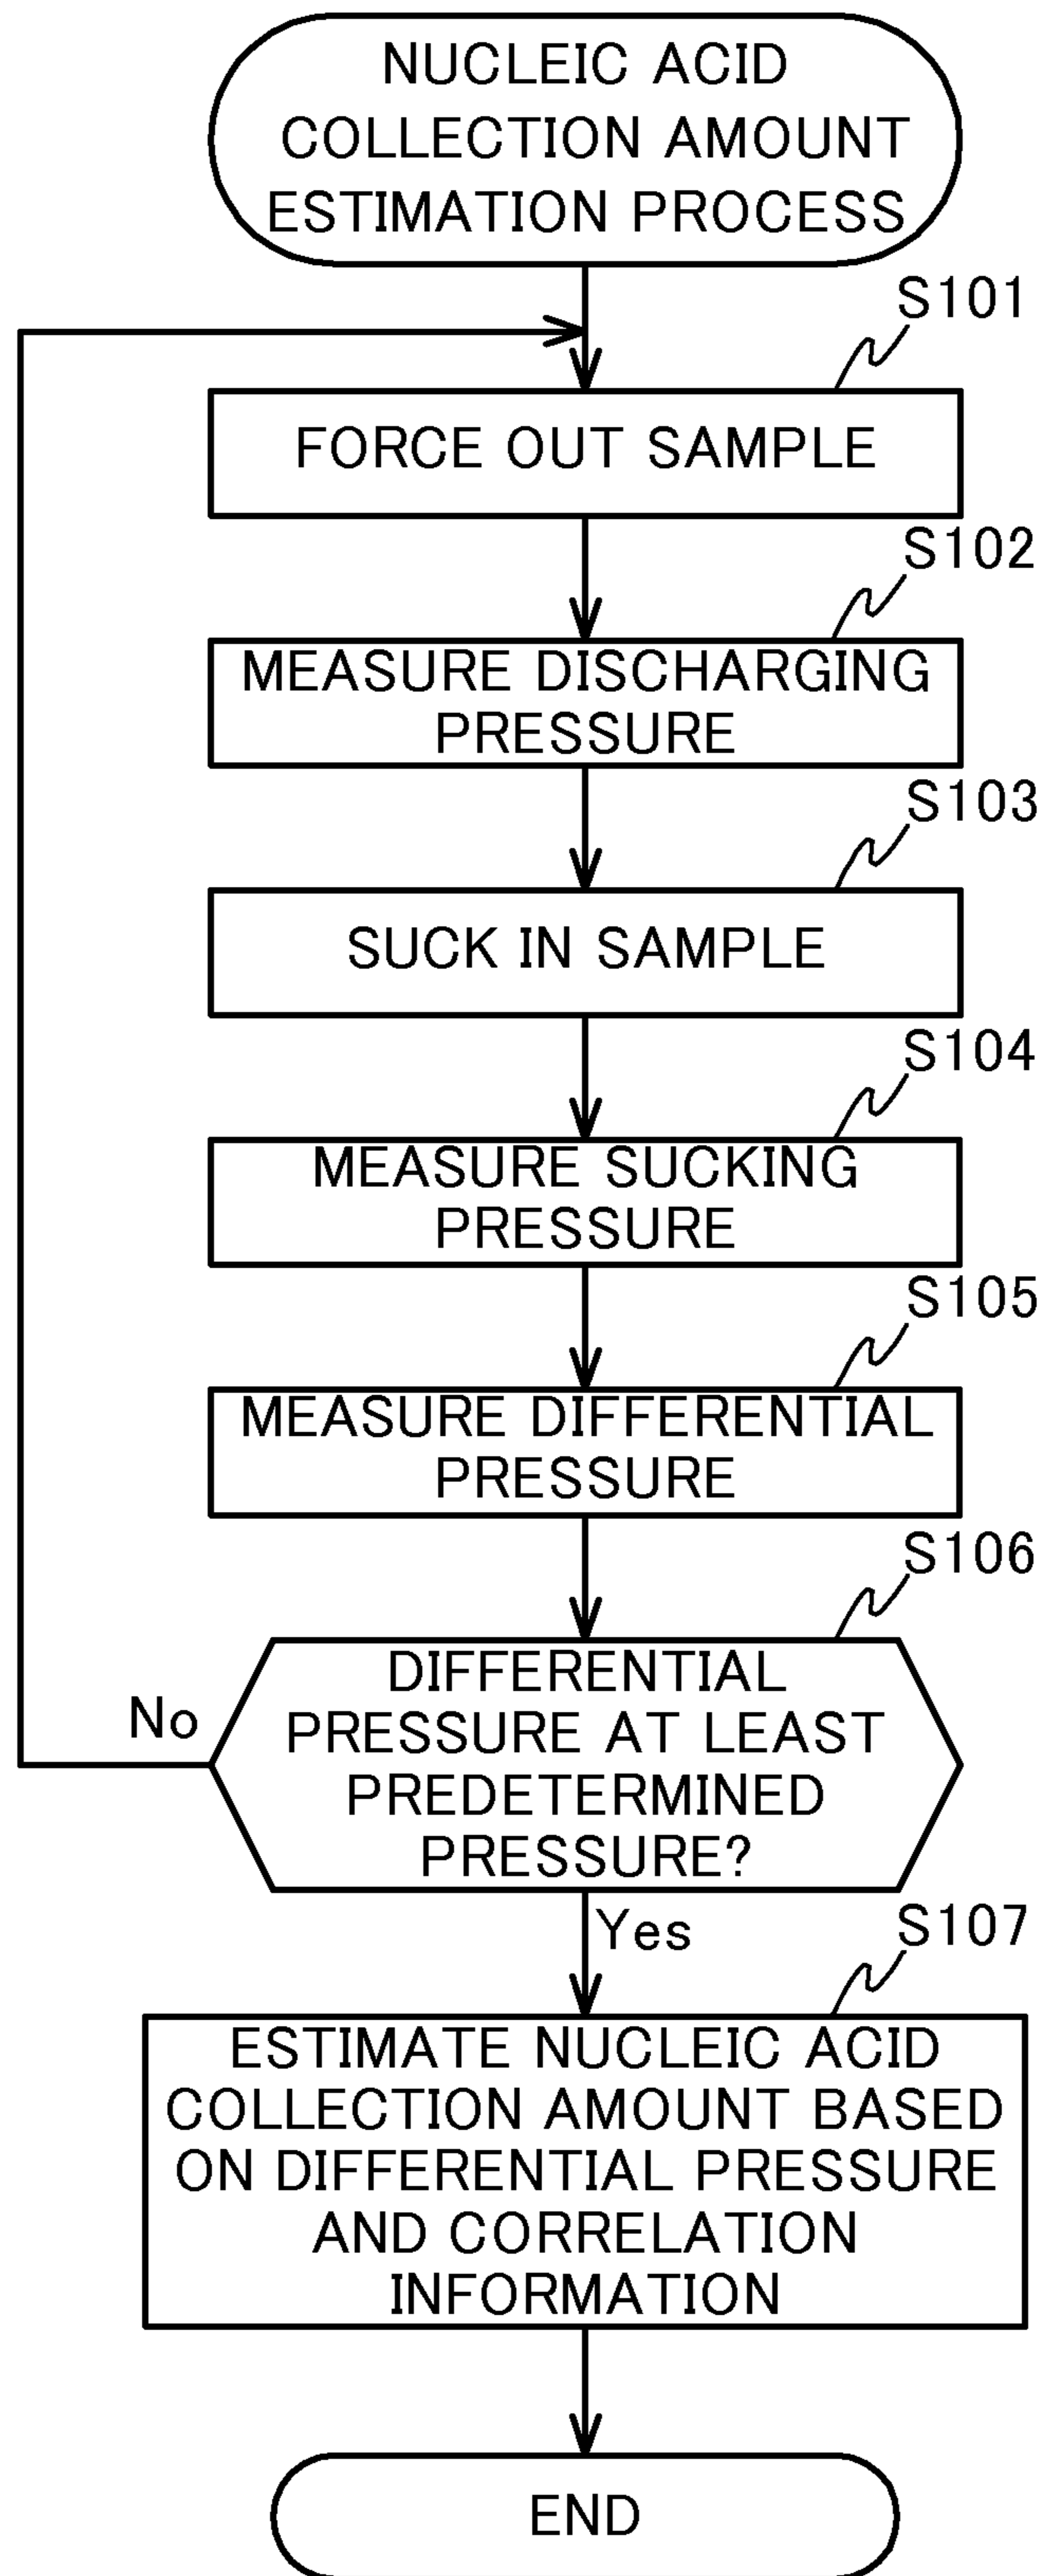 NUCLEIC ACID
COLLECTION AMOUNT
ESTIMATION PROCESS
S101
FORCE OUT SAMPLE
S102
MEASURE DISCHARGING
PRESSURE
S103
SUCK IN SAMPLE
S104
MEASURE SUCKING
PRESSURE
S105
MEASURE DIFFERENTIAL
PRESSURE
S106
DIFFERENTIAL
PRESSURE AT LEAST
PREDETERMINED
PRESSURE?
No
Yes
S107
ESTIMATE NUCLEIC ACID
COLLECTION AMOUNT BASED
ON DIFFERENTIAL PRESSURE
AND CORRELATION
INFORMATION
END